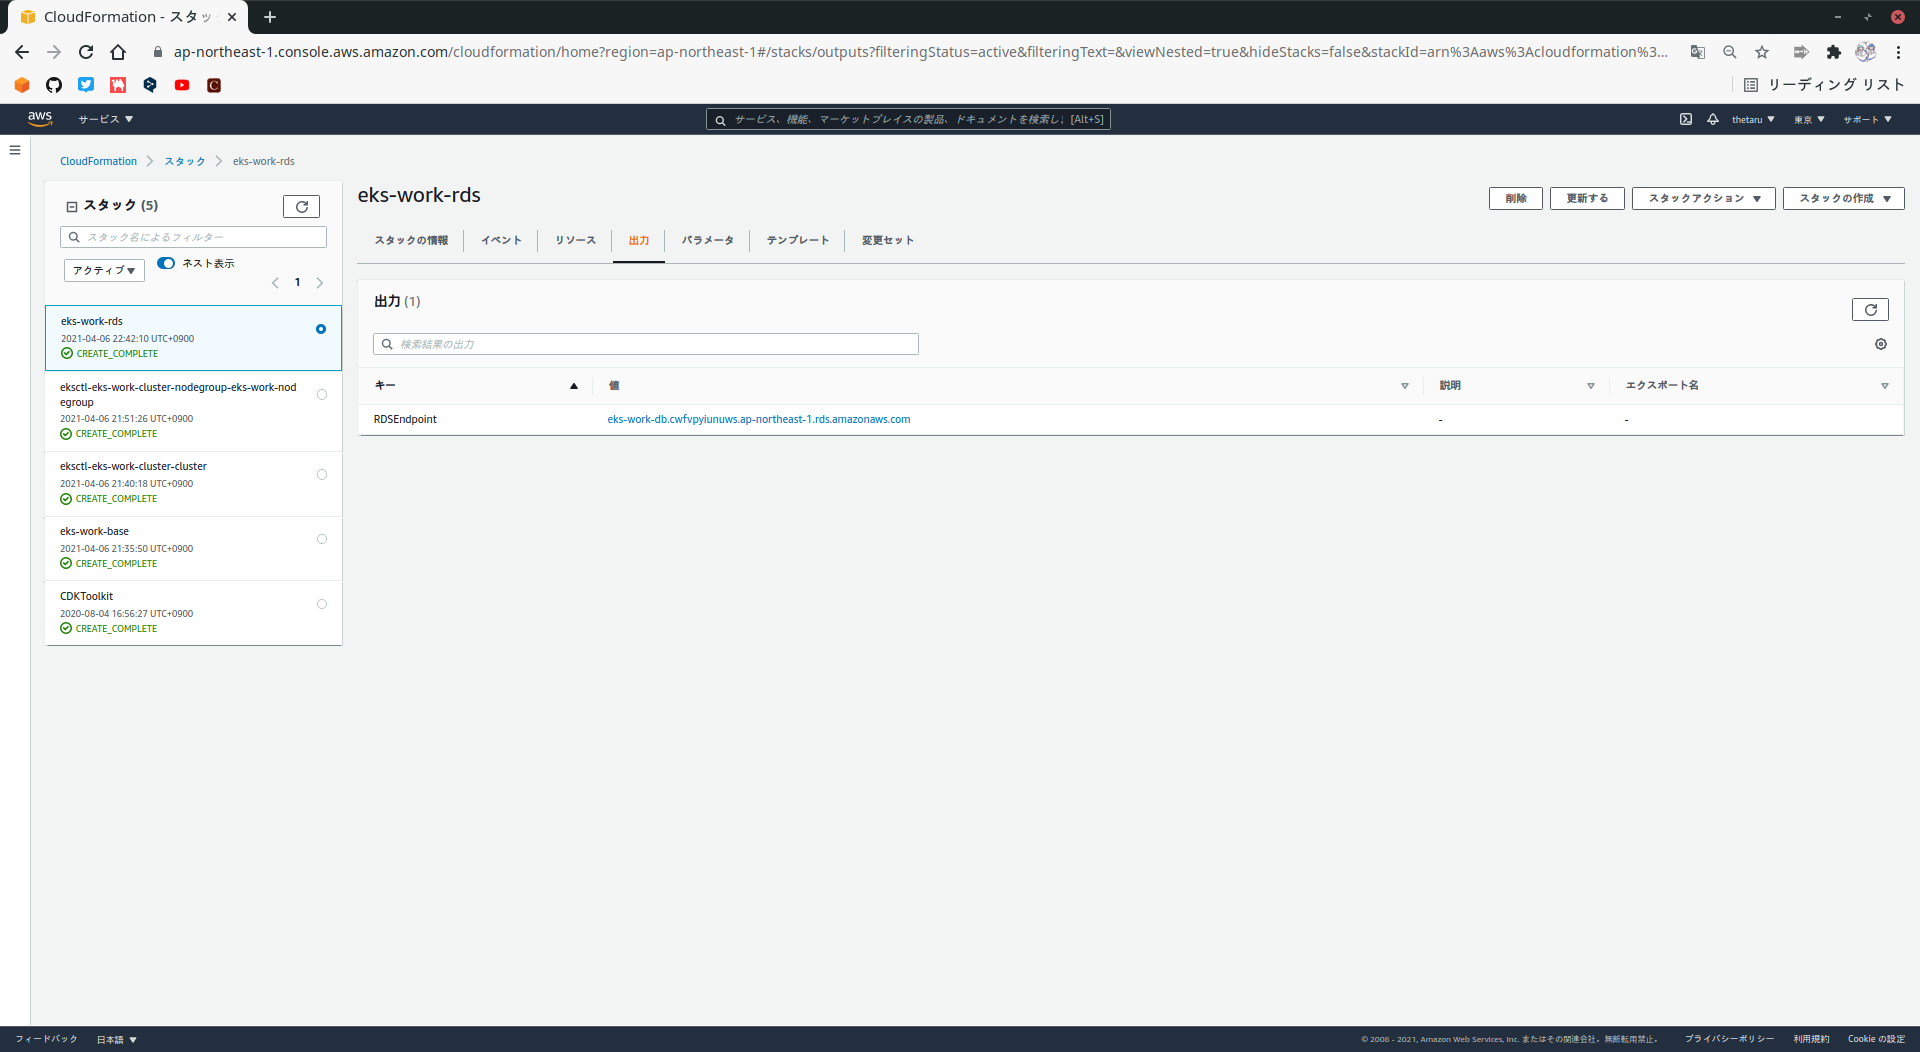 CloudFormation - スタッ
ap-northeast-1.console.aws.amazon.com/cloudformation/home?region=ap-northeast-1#/stacks/outputs?filteringStatus=active&filteringText=&viewNested=true&hideStacks=false&stackId=arn%3Aaws%3Acloudformation%3...
リーディング リスト
aws サービス サービス、機能、マーケットプレイスの製品、ドキュメントを検索し [Alt+S] thetaru 東京 サポート
CloudFormation スタック eks-work-rds
スタック (5)
スタック名によるフィルター
アクティブ ネスト表示
1
eks-work-rds
2021-04-06 22:42:10 UTC+0900
CREATE_COMPLETE
eksctl-eks-work-cluster-nodegroup-eks-work-nod
egroup
2021-04-06 21:51:26 UTC+0900
CREATE_COMPLETE
eksctl-eks-work-cluster-cluster
2021-04-06 21:40:18 UTC+0900
CREATE_COMPLETE
eks-work-base
2021-04-06 21:35:50 UTC+0900
CREATE_COMPLETE
CDKToolkit
2020-08-04 16:56:27 UTC+0900
CREATE_COMPLETE
eks-work-rds
削除 更新する スタックアクション スタックの作成
スタックの情報 イベント リソース 出力 パラメータ テンプレート 変更セット
出力 (1)
検索結果の出力
キー 値 説明 エクスポート名
RDSEndpoint eks-work-db.cwfvpyiunuws.ap-northeast-1.rds.amazonaws.com - -
フィードバック 日本語 © 2008 - 2021, Amazon Web Services, Inc. またはその関連会社。無断転用禁止。 プライバシーポリシー 利用規約 Cookie の設定